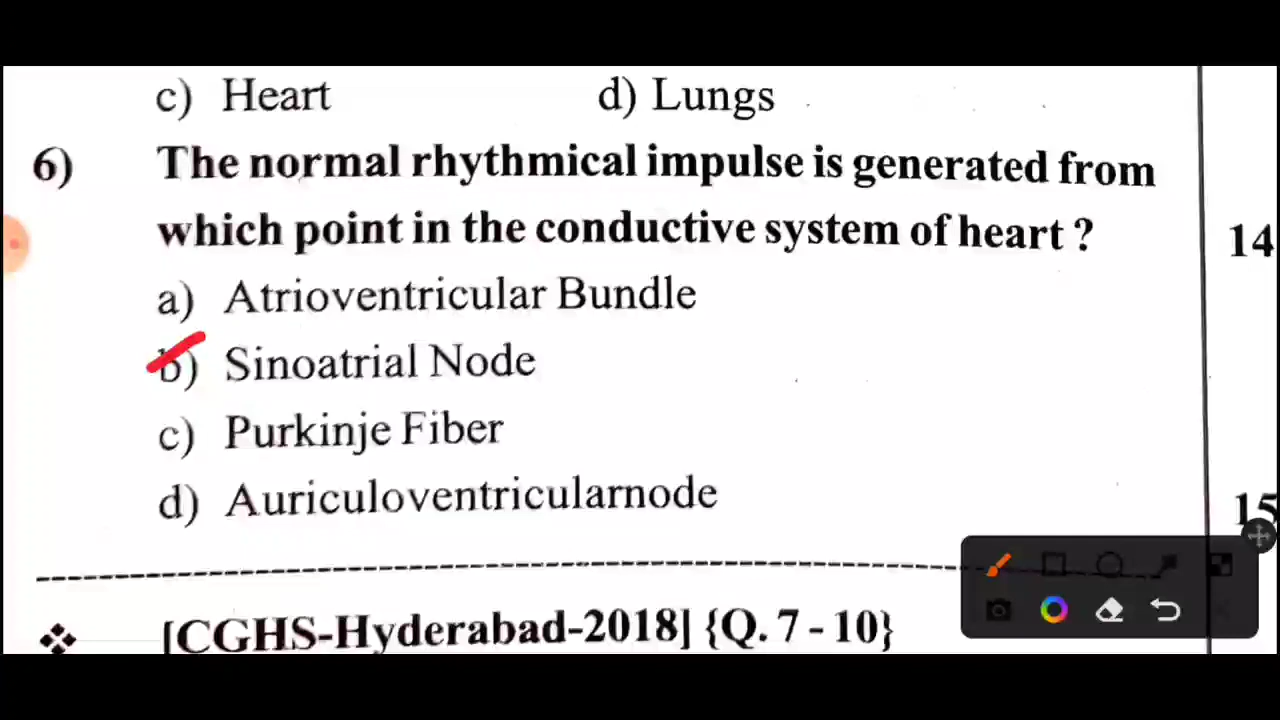 c) Heart d) Lungs
6) The normal rhythmical impulse is generated from
which point in the conductive system of heart ?
14
a) Atrioventricular Bundle
b) Sinoatrial Node
c) Purkinje Fiber
d) Auriculoventricularnode
15
[CGHS-Hyderabad-2018] {Q. 7 - 10}